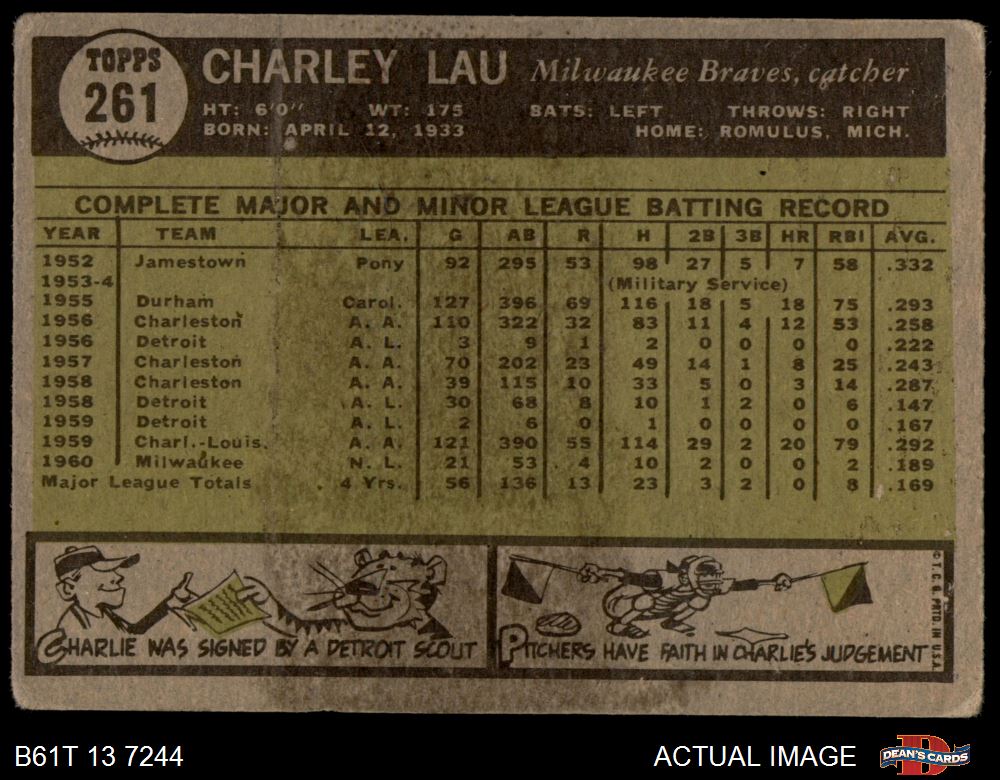 TOPPS
261
CHARLEY LAU Milwaukee Braves, catcher
HT: 6'0" WT: 175 BATS: LEFT THROWS: RIGHT
BORN: APRIL 12, 1933 HOME: ROMULUS, MICH.
COMPLETE MAJOR AND MINOR LEAGUE BATTING RECORD
YEAR TEAM LEA. G AB R H 2B 3B HR RBI AVG.
1952 Jamestown Pony 92 295 53 98 27 5 7 58 .332
1953-4 (Military Service)
1955 Durham Carol. 127 396 69 116 18 5 18 75 .293
1956 Charleston A. A. 110 322 32 83 11 4 12 53 .258
1956 Detroit A. L. 3 9 1 2 0 0 0 0 .222
1957 Charleston A. A. 70 202 23 49 14 1 8 25 .243
1958 Charleston A. A. 39 115 10 33 5 0 3 14 .287
1958 Detroit A. L. 30 68 8 10 1 2 0 6 .147
1959 Detroit A. L. 2 6 0 1 0 0 0 0 .167
1959 Charl.-Louis. A. A. 121 390 55 114 29 2 20 79 .292
1960 Milwaukee N. L. 21 53 4 10 2 0 0 2 .189
Major League Totals 4 Yrs. 56 136 13 23 3 2 0 8 .169
CHARLIE WAS SIGNED BY A DETROIT SCOUT
PITCHERS HAVE FAITH IN CHARLIE'S JUDGEMENT
© T. C. G. PRTD. IN U.S.A.
B61T 13 7244 ACTUAL IMAGE
D
DEAN'S CARDS